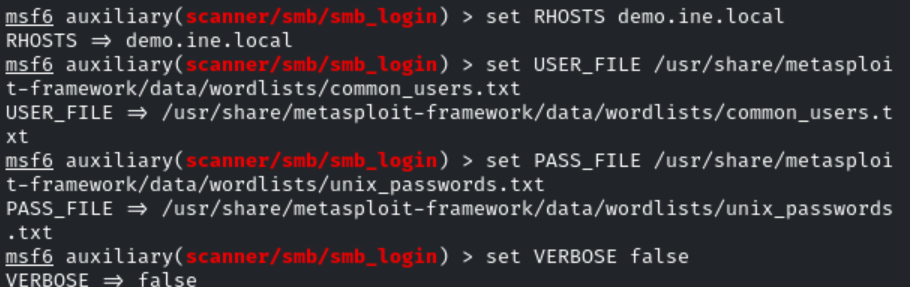 msf6 auxiliary(scanner/smb/smb_login) > set RHOSTS demo.ine.local
RHOSTS ⇒ demo.ine.local
msf6 auxiliary(scanner/smb/smb_login) > set USER_FILE /usr/share/metasploi
t-framework/data/wordlists/common_users.txt
USER_FILE ⇒ /usr/share/metasploit-framework/data/wordlists/common_users.t
xt
msf6 auxiliary(scanner/smb/smb_login) > set PASS_FILE /usr/share/metasploi
t-framework/data/wordlists/unix_passwords.txt
PASS_FILE ⇒ /usr/share/metasploit-framework/data/wordlists/unix_passwords
.txt
msf6 auxiliary(scanner/smb/smb_login) > set VERBOSE false
VERBOSE ⇒ false